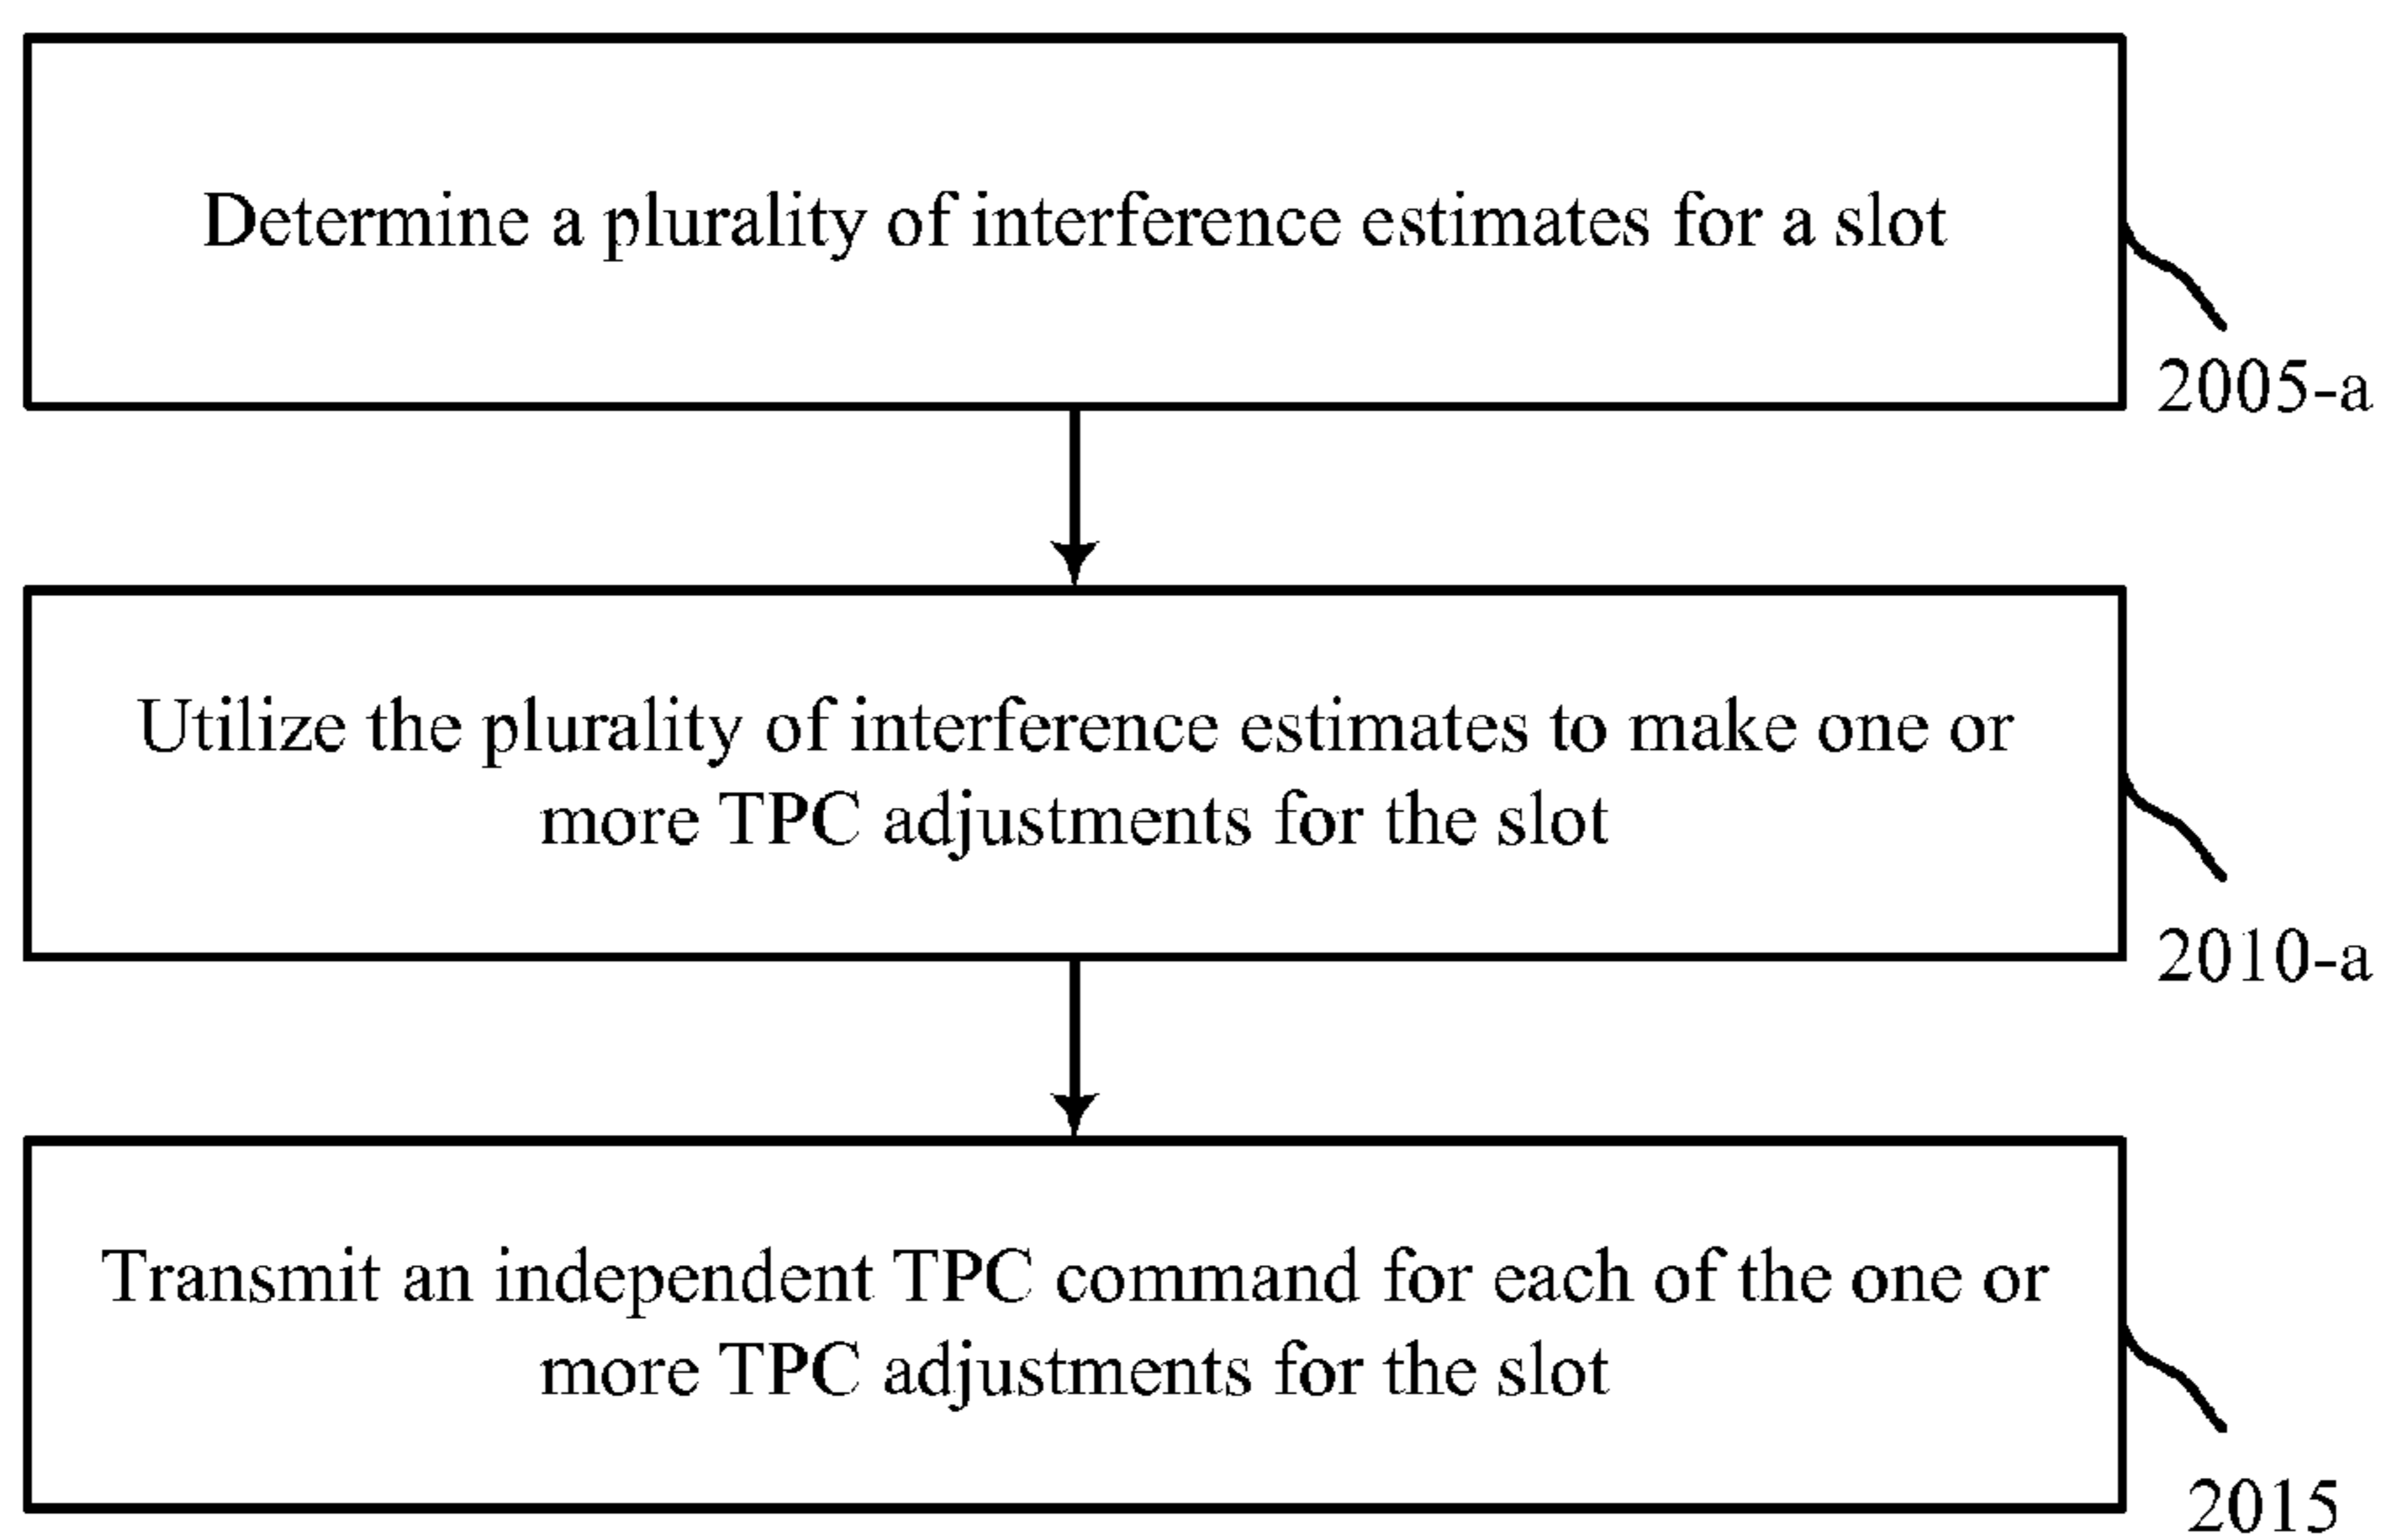 Determine a plurality of interference estimates for a slot
2005-a
Utilize the plurality of interference estimates to make one or
more TPC adjustments for the slot
2010-a
Transmit an independent TPC command for each of the one or
more TPC adjustments for the slot
2015